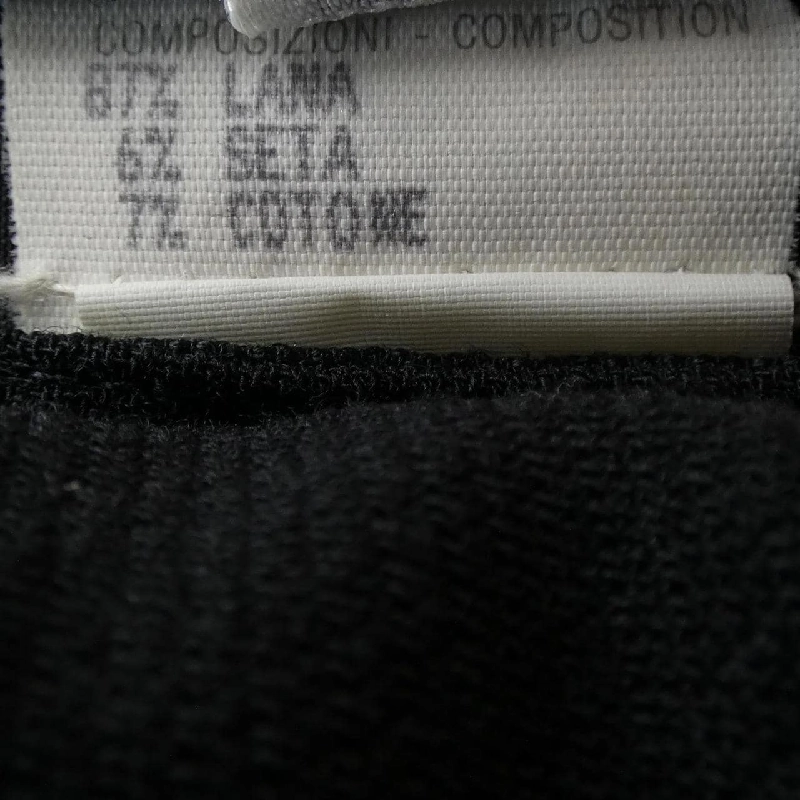 COMPOSIZIONI - COMPOSITION
87% LANA
6% SETA
7% COTONE